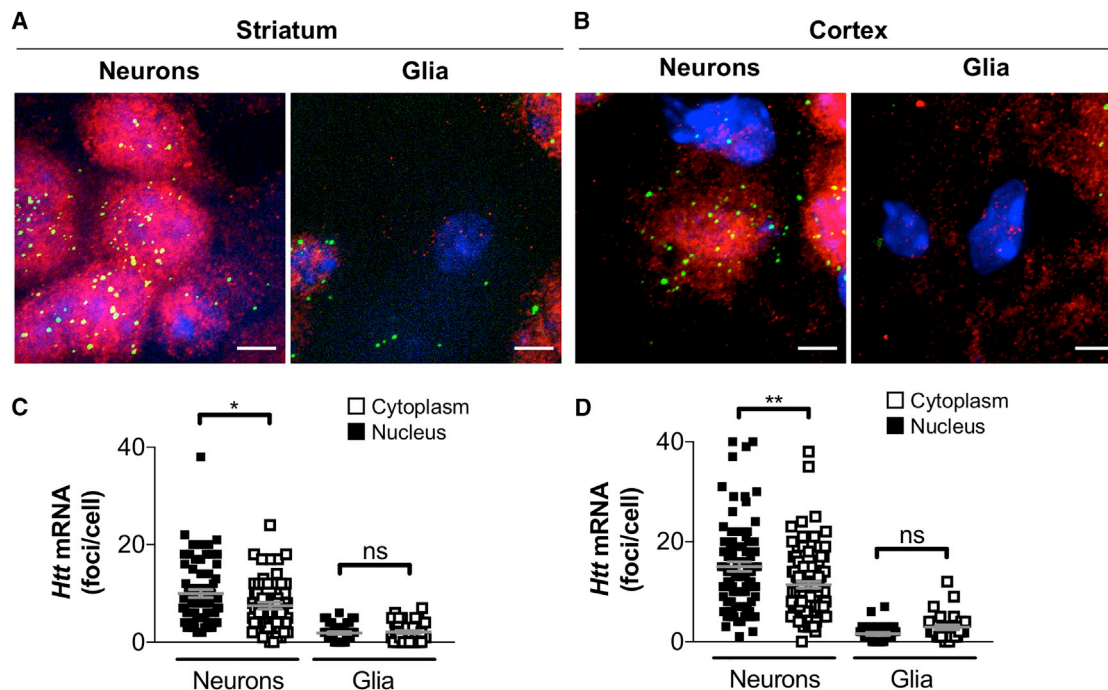 A
Striatum
Neurons
Glia
B
Cortex
Neurons
Glia
C
Htt mRNA
(foci/cell)
40
20
0
*
ns
Cytoplasm
Nucleus
Neurons
Glia
D
Htt mRNA
(foci/cell)
40
20
0
**
ns
Cytoplasm
Nucleus
Neurons
Glia